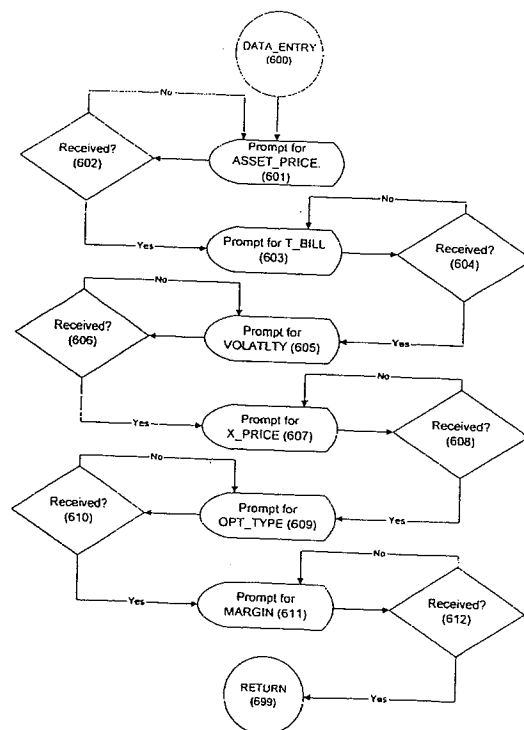 DATA_ENTRY
(600)
No
Received?
(602)
Prompt for
ASSET_PRICE.
(601)
No
Yes
Prompt for T_BILL
(603)
Received?
(604)
No
Received?
(606)
Prompt for
VOLATLTY (605)
Yes
No
Yes
Prompt for
X_PRICE (607)
Received?
(608)
No
Received?
(610)
Prompt for
OPT_TYPE (609)
Yes
No
Yes
Prompt for
MARGIN (611)
Received?
(612)
RETURN
(699)
Yes